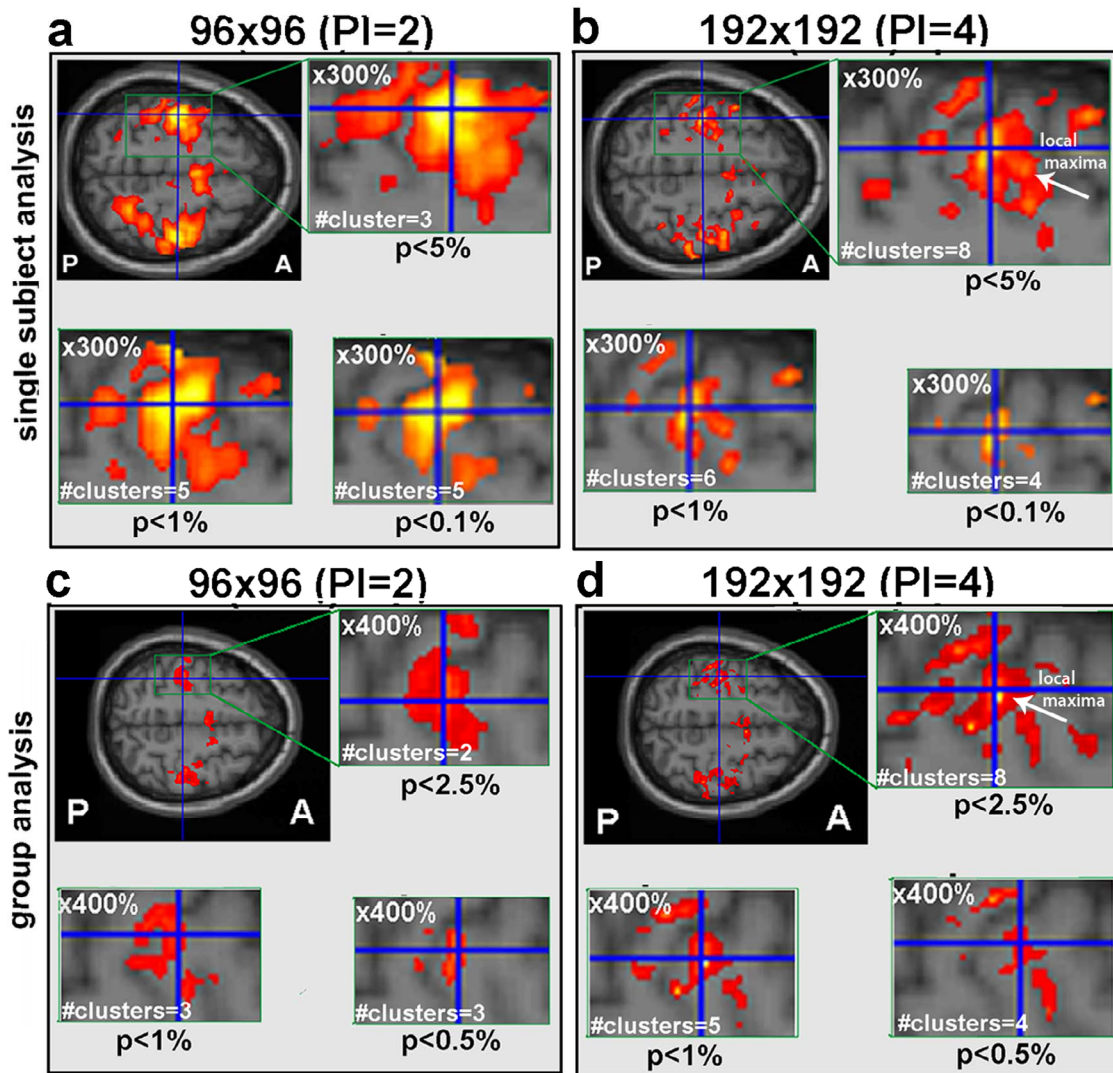 a
96x96 (PI=2)
b
192x192 (PI=4)
single subject analysis
x300%
#cluster=3
p<5%
P
A
x300%
local
maxima
#clusters=8
p<5%
P
A
x300%
#clusters=5
p<1%
x300%
#clusters=5
p<0.1%
x300%
#clusters=6
p<1%
x300%
#clusters=4
p<0.1%
c
96x96 (PI=2)
d
192x192 (PI=4)
group analysis
x400%
#clusters=2
p<2.5%
P
A
x400%
local
maxima
#clusters=8
p<2.5%
P
A
x400%
#clusters=3
p<1%
x400%
#clusters=3
p<0.5%
x400%
#clusters=5
p<1%
x400%
#clusters=4
p<0.5%